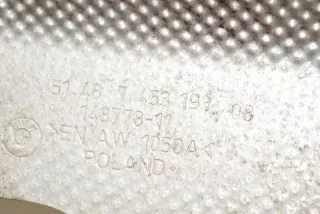 51.48 7 453 191 08
148778-11
>EN AW 1050A<
POLAND